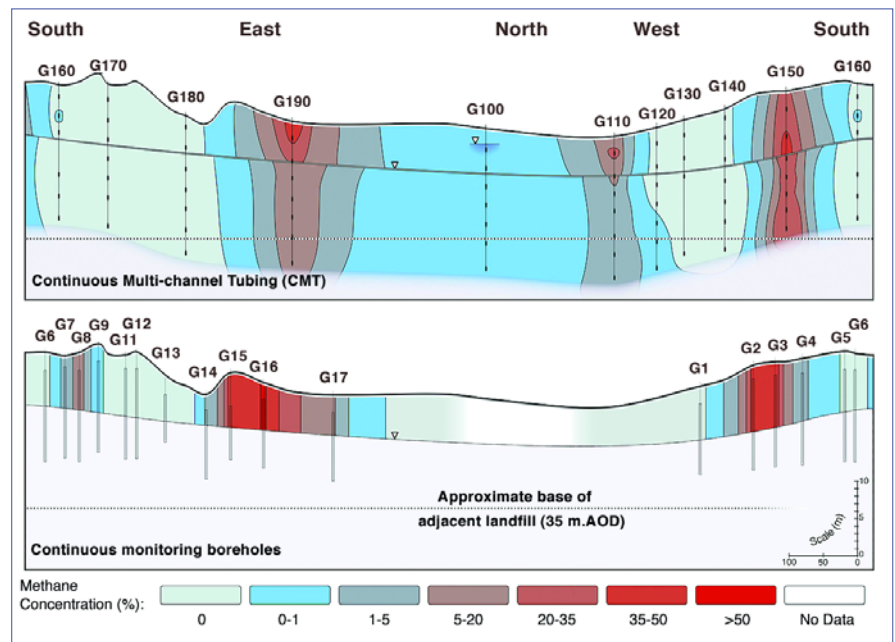 South East North West South
G160 G170 G180 G190 G100 G110 G120 G130 G140 G150 G160
Continuous Multi-channel Tubing (CMT)
G6 G7 G8 G9 G11 G12 G13 G14 G15 G16 G17 G1 G2 G3 G4 G5 G6
Approximate base of
adjacent landfill (35 m.AOD)
Continuous monitoring boreholes
10
5
0
Scale (m)
100 50 0
Methane
Concentration (%):
0 0-1 1-5 5-20 20-35 35-50 >50 No Data